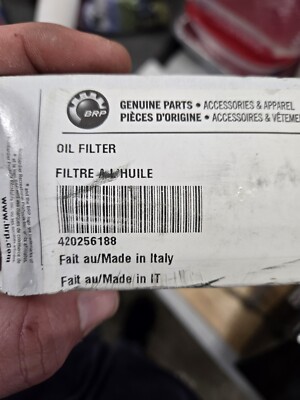 BRP
GENUINE PARTS • ACCESSORIES & APPAREL
PIÈCES D'ORIGINE • ACCESSOIRES & VÊTEME
OIL FILTER
FILTRE A L'HUILE
420256188
Fait au/Made in Italy
Fait au/Made in IT
www.brp.com